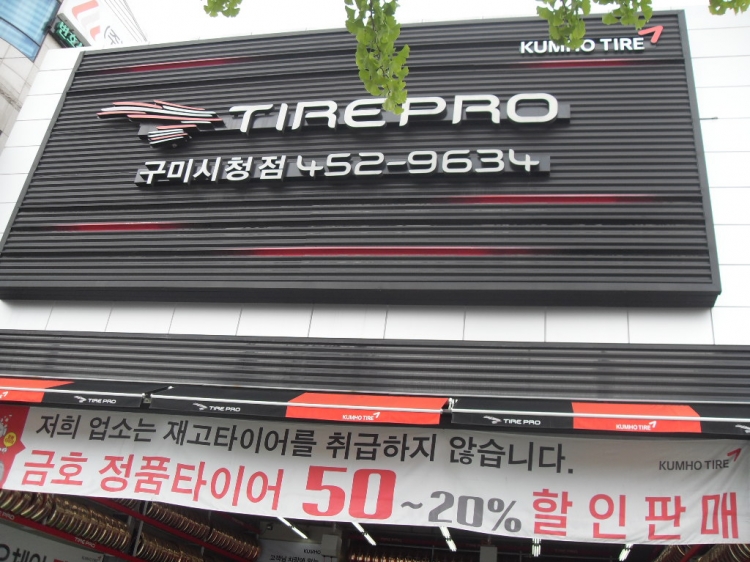 KUMHO TIRE
TIREPRO
구미시청점 452-9634
TIRE PRO KUMHO TIRE TIRE PRO KUMHO TIRE
저희 업소는 재고타이어를 취급하지 않습니다.
KUMHO TIRE
금호 정품타이어 50~20% 할인판매
KUMHO